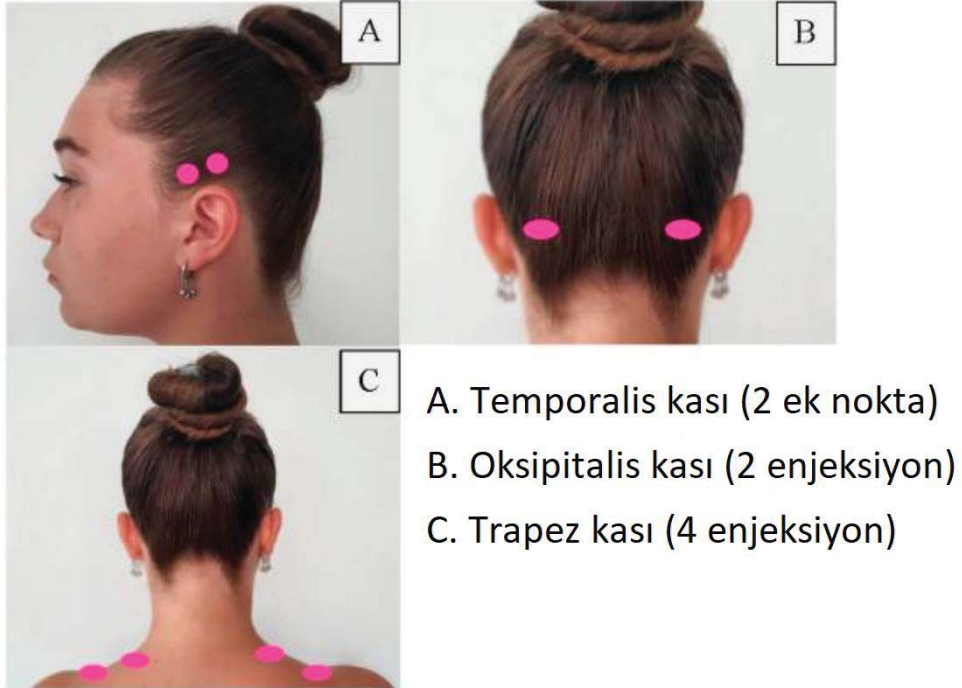 A
B
C
A. Temporalis kası (2 ek nokta)
B. Oksipitalis kası (2 enjeksiyon)
C. Trapez kası (4 enjeksiyon)